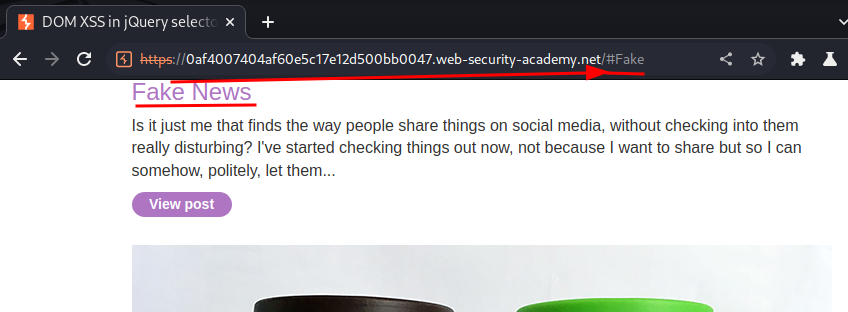 DOM XSS in jQuery selecto
https://0af4007404af60e5c17e12d500bb0047.web-security-academy.net/#Fake
Fake News
Is it just me that finds the way people share things on social media, without checking into them
really disturbing? I've started checking things out now, not because I want to share but so I can
somehow, politely, let them...
View post